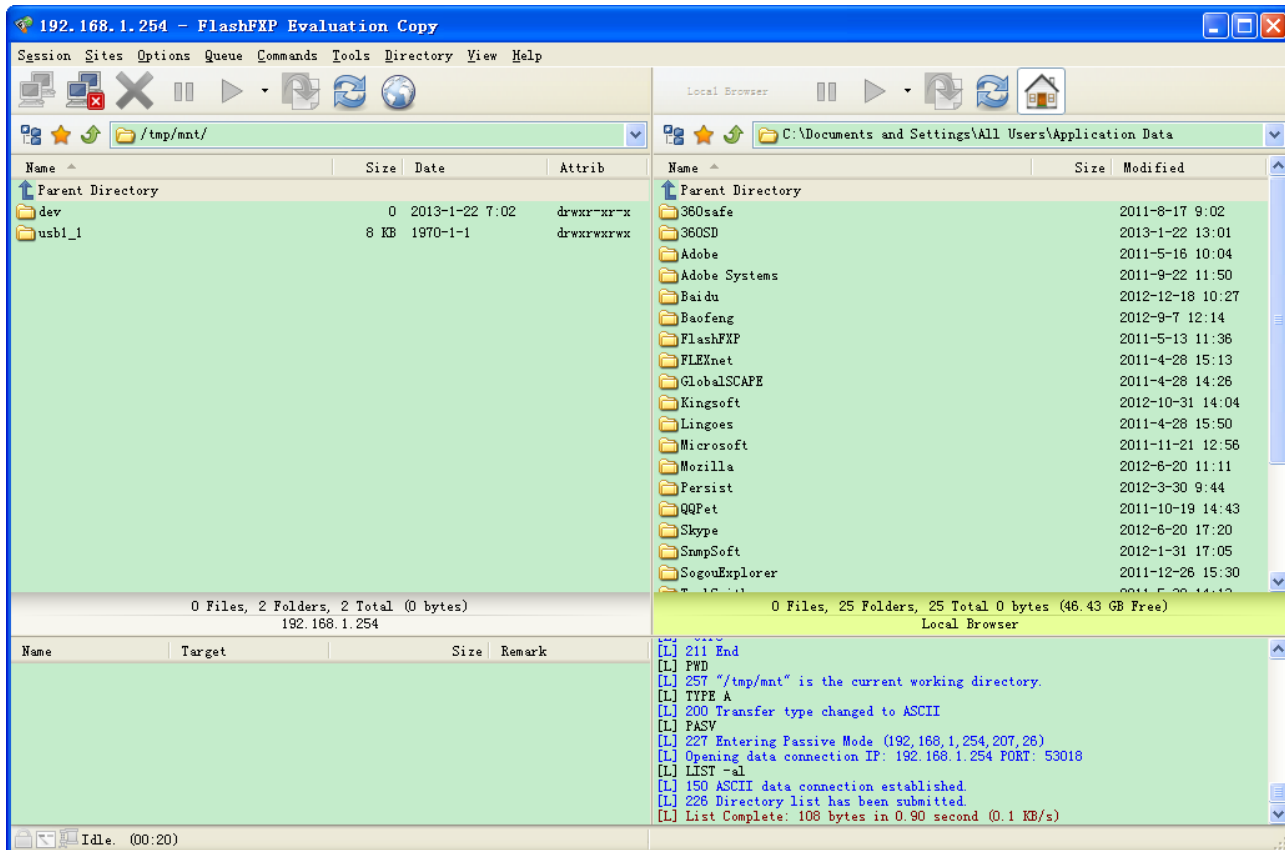 192.168.1.254 - FlashFXP Evaluation Copy
Session Sites Options Queue Commands Tools Directory View Help
Local Browser
/tmp/mnt/
C:\Documents and Settings\All Users\Application Data
Name Size Date Attrib
Parent Directory
dev 0 2013-1-22 7:02 drwxr-xr-x
usb1_1 8 KB 1970-1-1 drwxrwxrwx
0 Files, 2 Folders, 2 Total (0 bytes)
192.168.1.254
Name Size Modified
Parent Directory
360safe 2011-8-17 9:02
360SD 2013-1-22 13:01
Adobe 2011-5-16 10:04
Adobe Systems 2011-9-22 11:50
Baidu 2012-12-18 10:27
Baofeng 2012-9-7 12:14
FlashFXP 2011-5-13 11:36
FLEXnet 2011-4-28 15:13
GlobalSCAPE 2011-4-28 14:26
Kingsoft 2012-10-31 14:04
Lingoes 2011-4-28 15:50
Microsoft 2011-11-21 12:56
Mozilla 2012-6-20 11:11
Persist 2012-3-30 9:44
QQPet 2011-10-19 14:43
Skype 2012-6-20 17:20
SnmpSoft 2012-1-31 17:05
SogouExplorer 2011-12-26 15:30
0 Files, 25 Folders, 25 Total 0 bytes (46.43 GB Free)
Local Browser
Name Target Size Remark
[L] 211 End
[L] PWD
[L] 257 "/tmp/mnt" is the current working directory.
[L] TYPE A
[L] 200 Transfer type changed to ASCII
[L] PASV
[L] 227 Entering Passive Mode (192,168,1,254,207,26)
[L] Opening data connection IP: 192.168.1.254 PORT: 53018
[L] LIST -al
[L] 150 ASCII data connection established.
[L] 226 Directory list has been submitted.
[L] List Complete: 108 bytes in 0.90 second (0.1 KB/s)
Idle. (00:20)